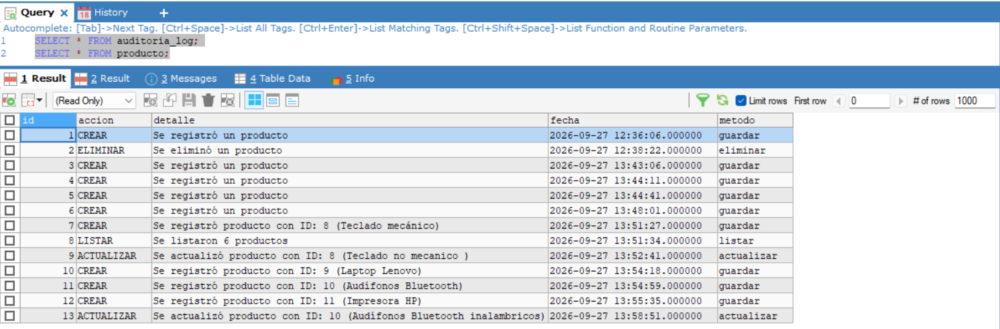 Query × 18 History +
Autocomplete: [Tab]->Next Tag. [Ctrl+Space]->List All Tags. [Ctrl+Enter]->List Matching Tags. [Ctrl+Shift+Space]->List Function and Routine Parameters.
1 SELECT * FROM auditoria_log;
2 SELECT * FROM producto;
1 Result 2 Result 3 Messages 4 Table Data 5 Info
(Read Only) Limit rows First row 0 # of rows 1000
id accion detalle fecha metodo
1 CREAR Se registró un producto 2026-09-27 12:36:06.000000 guardar
2 ELIMINAR Se eliminó un producto 2026-09-27 12:38:22.000000 eliminar
3 CREAR Se registró un producto 2026-09-27 13:43:06.000000 guardar
4 CREAR Se registró un producto 2026-09-27 13:44:11.000000 guardar
5 CREAR Se registró un producto 2026-09-27 13:44:41.000000 guardar
6 CREAR Se registró un producto 2026-09-27 13:48:01.000000 guardar
7 CREAR Se registró producto con ID: 8 (Teclado mecánico) 2026-09-27 13:51:27.000000 guardar
8 LISTAR Se listaron 6 productos 2026-09-27 13:51:34.000000 listar
9 ACTUALIZAR Se actualizó producto con ID: 8 (Teclado no mecanico ) 2026-09-27 13:52:41.000000 actualizar
10 CREAR Se registró producto con ID: 9 (Laptop Lenovo) 2026-09-27 13:54:18.000000 guardar
11 CREAR Se registró producto con ID: 10 (Audífonos Bluetooth) 2026-09-27 13:54:59.000000 guardar
12 CREAR Se registró producto con ID: 11 (Impresora HP) 2026-09-27 13:55:35.000000 guardar
13 ACTUALIZAR Se actualizó producto con ID: 10 (Audífonos Bluetooth inalambricos) 2026-09-27 13:58:51.000000 actualizar